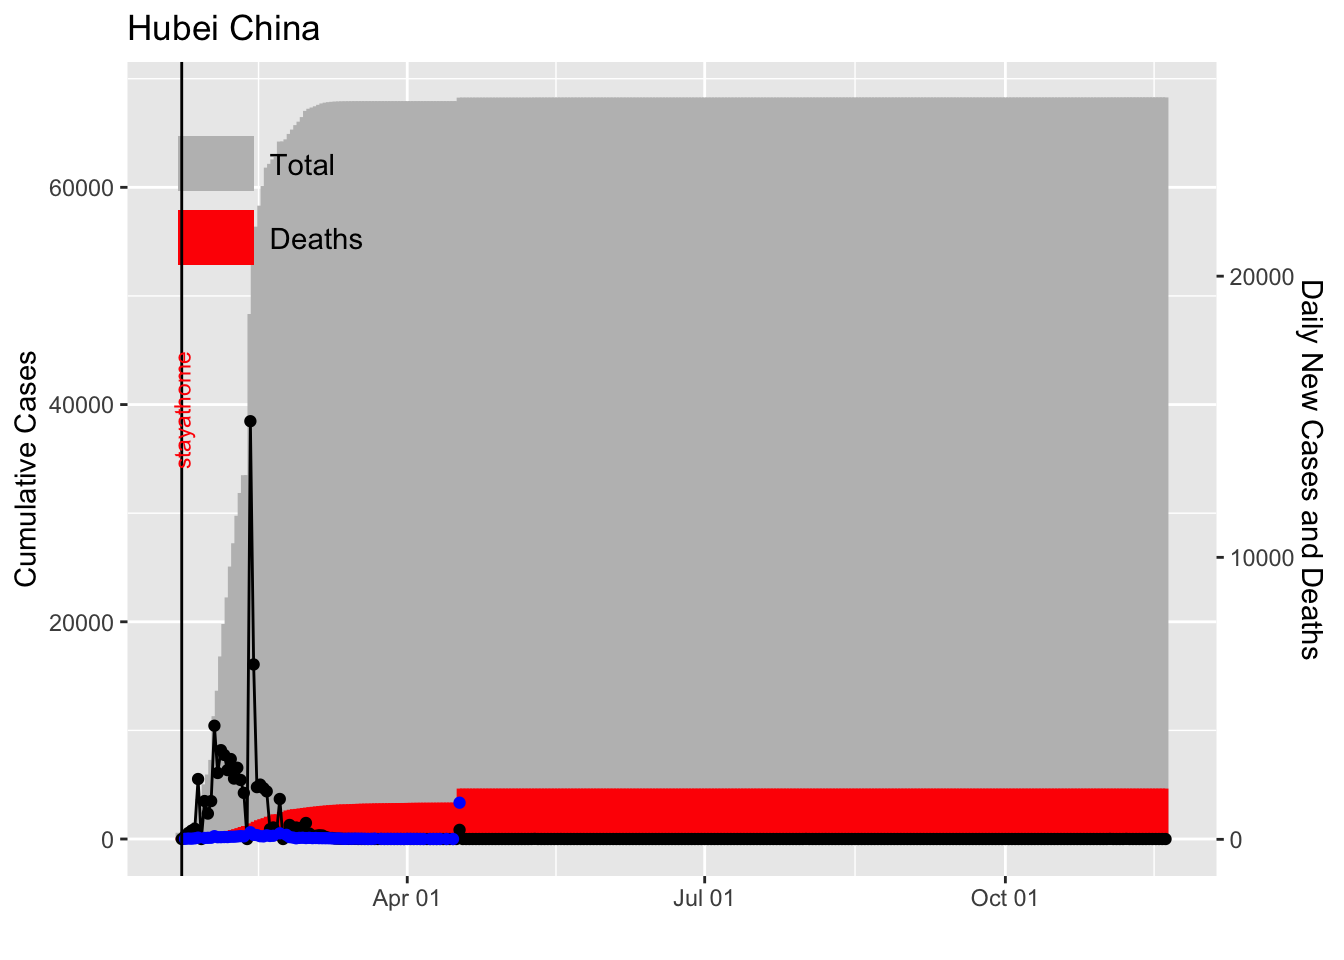 Hubei China
Total
Deaths
stayathome
Cumulative Cases
60000
40000
20000
0
20000
10000
0
Daily New Cases and Deaths
Apr 01
Jul 01
Oct 01